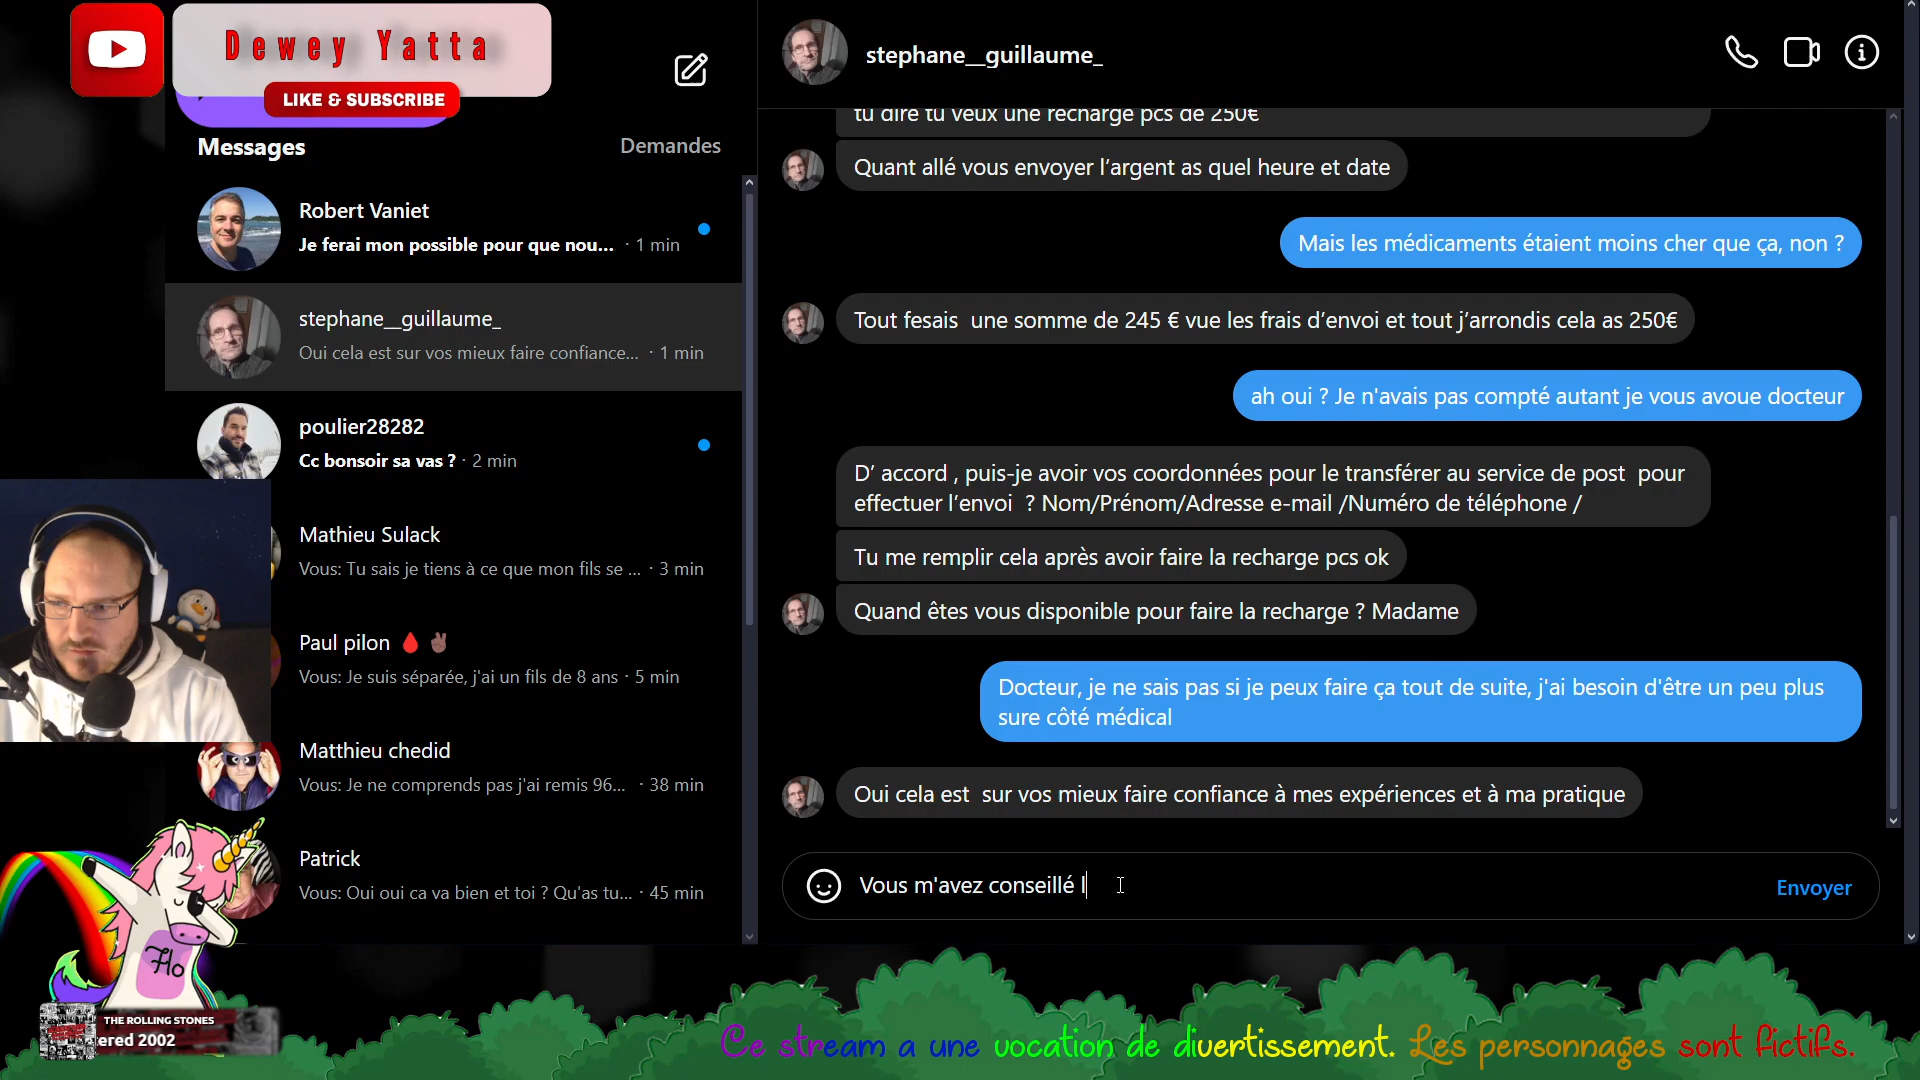 Dewey Yatta
LIKE & SUBSCRIBE
Messages
Demandes
Robert Vaniet
Je ferai mon possible pour que nou... · 1 min
stephane__guillaume_
Oui cela est sur vos mieux faire confiance... · 1 min
poulier28282
Cc bonsoir sa vas ? · 2 min
Mathieu Sulack
Vous: Tu sais je tiens à ce que mon fils se ... · 3 min
Paul pilon 🩸 ✌🏿
Vous: Je suis séparée, j'ai un fils de 8 ans · 5 min
Matthieu chedid
Vous: Je ne comprends pas j'ai remis 96... · 38 min
Patrick
Vous: Oui oui ca va bien et toi ? Qu'as tu... · 45 min
Flo
THE ROLLING STONES
ered 2002
stephane__guillaume_
tu dire tu veux une recharge pcs de 250€
Quant allé vous envoyer l’argent as quel heure et date
Mais les médicaments étaient moins cher que ça, non ?
Tout fesais une somme de 245 € vue les frais d’envoi et tout j’arrondis cela as 250€
ah oui ? Je n'avais pas compté autant je vous avoue docteur
D’ accord , puis-je avoir vos coordonnées pour le transférer au service de post pour
effectuer l’envoi ? Nom/Prénom/Adresse e-mail /Numéro de téléphone /
Tu me remplir cela après avoir faire la recharge pcs ok
Quand êtes vous disponible pour faire la recharge ? Madame
Docteur, je ne sais pas si je peux faire ça tout de suite, j'ai besoin d'être un peu plus
sure côté médical
Oui cela est sur vos mieux faire confiance à mes expériences et à ma pratique
Vous m'avez conseillé l
Envoyer
Ce stream a une vocation de divertissement. Les personnages sont fictifs.